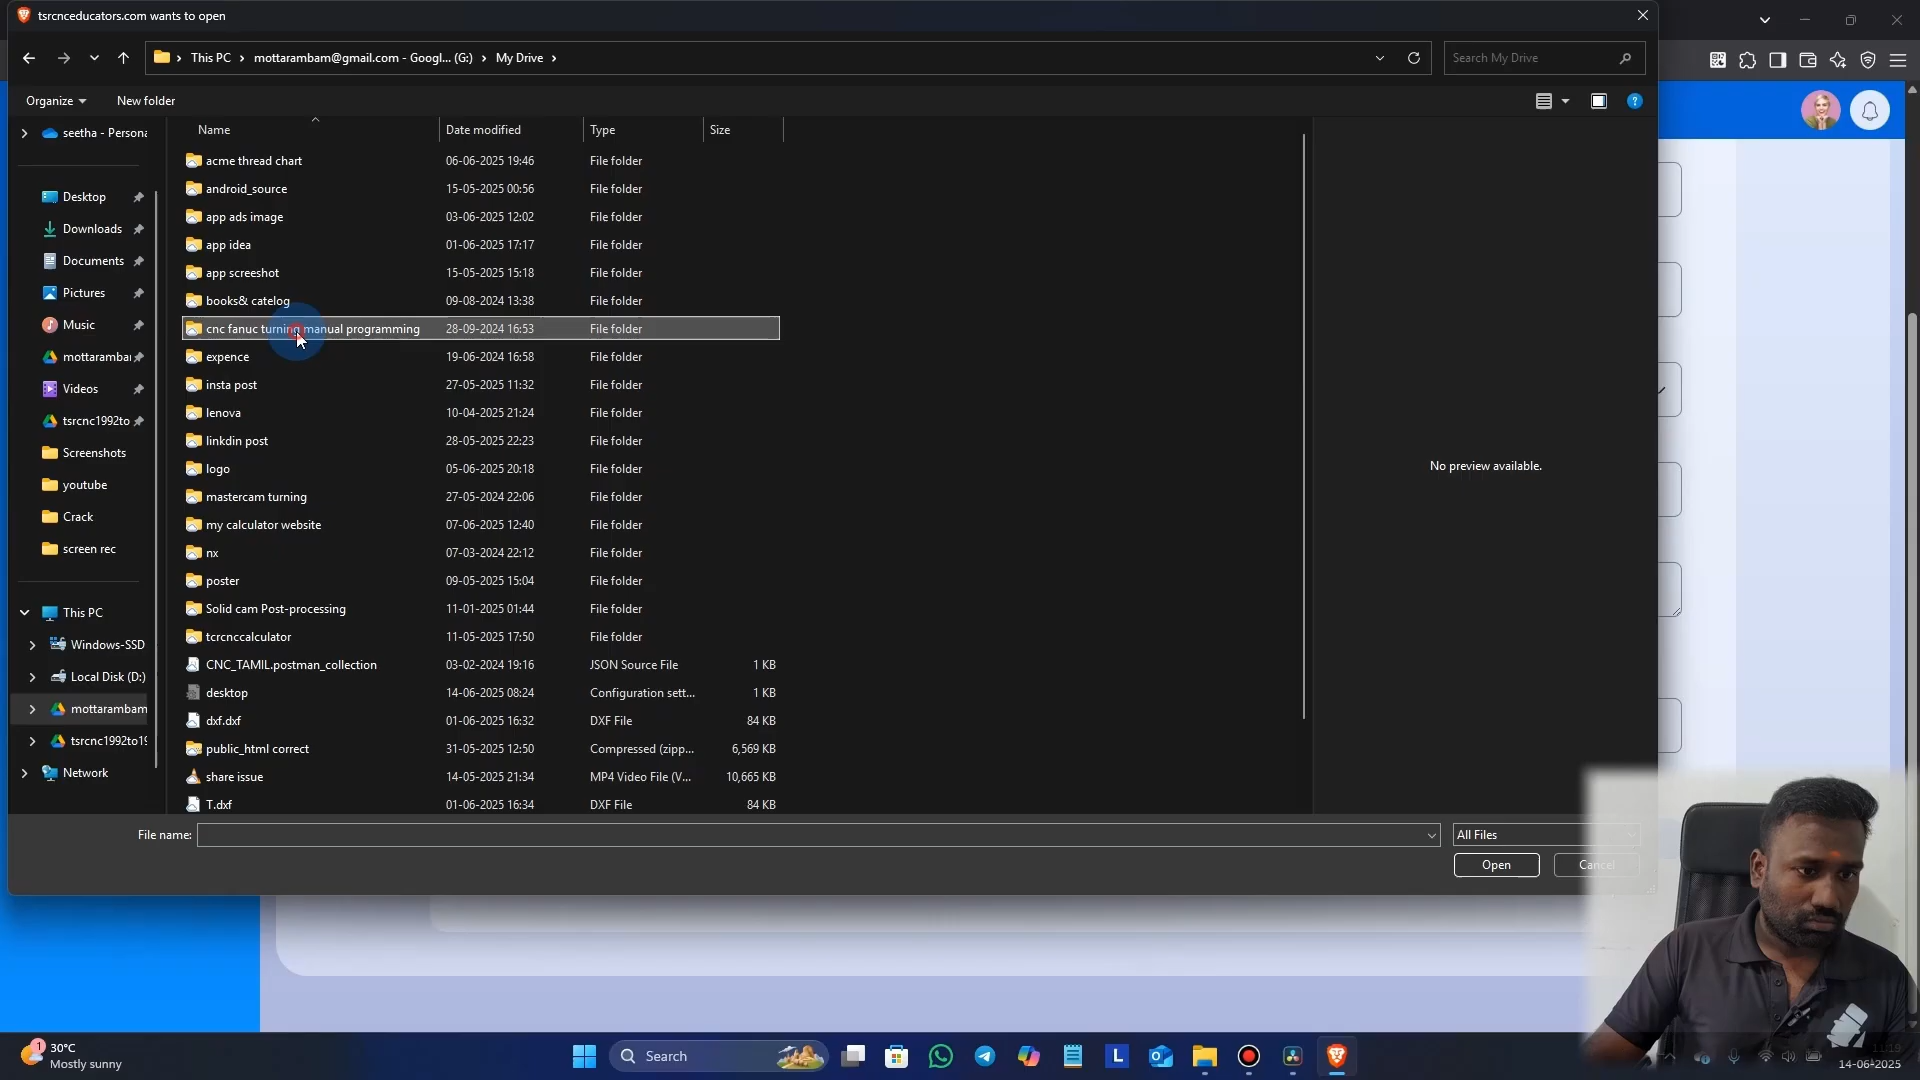 tsrcnceducators.com wants to open
This PC
mottarambam@gmail.com - Googl... (G:)
My Drive
Search My Drive
Organize
New folder
Name
Date modified
Type
Size
seetha - Persona
Desktop
Downloads
Documents
Pictures
Music
mottaramba
Videos
tsrcnc1992to
Screenshots
youtube
Crack
screen rec
This PC
Windows-SSD
Local Disk (D:)
mottarambam
tsrcnc1992to19
Network
acme thread chart 06-06-2025 19:46 File folder
android_source 15-05-2025 00:56 File folder
app ads image 03-06-2025 12:02 File folder
app idea 01-06-2025 17:17 File folder
app screeshot 15-05-2025 15:18 File folder
books& catelog 09-08-2024 13:38 File folder
cnc fanuc turning manual programming 28-09-2024 16:53 File folder
expence 19-06-2024 16:58 File folder
insta post 27-05-2025 11:32 File folder
lenova 10-04-2025 21:24 File folder
linkdin post 28-05-2025 22:23 File folder
logo 05-06-2025 20:18 File folder
mastercam turning 27-05-2024 22:06 File folder
my calculator website 07-06-2025 12:40 File folder
nx 07-03-2024 22:12 File folder
poster 09-05-2025 15:04 File folder
Solid cam Post-processing 11-01-2025 01:44 File folder
tcrcnccalculator 11-05-2025 17:50 File folder
CNC_TAMIL.postman_collection 03-02-2024 19:16 JSON Source File 1 KB
desktop 14-06-2025 08:24 Configuration sett... 1 KB
dxf.dxf 01-06-2025 16:32 DXF File 84 KB
public_html correct 31-05-2025 12:50 Compressed (zipp... 6,569 KB
share issue 14-05-2025 21:34 MP4 Video File (V... 10,665 KB
T.dxf 01-06-2025 16:34 DXF File 84 KB
No preview available.
File name:
All Files
Open
Cancel
1
30°C
Mostly sunny
Search
L
11:19
14-06-2025